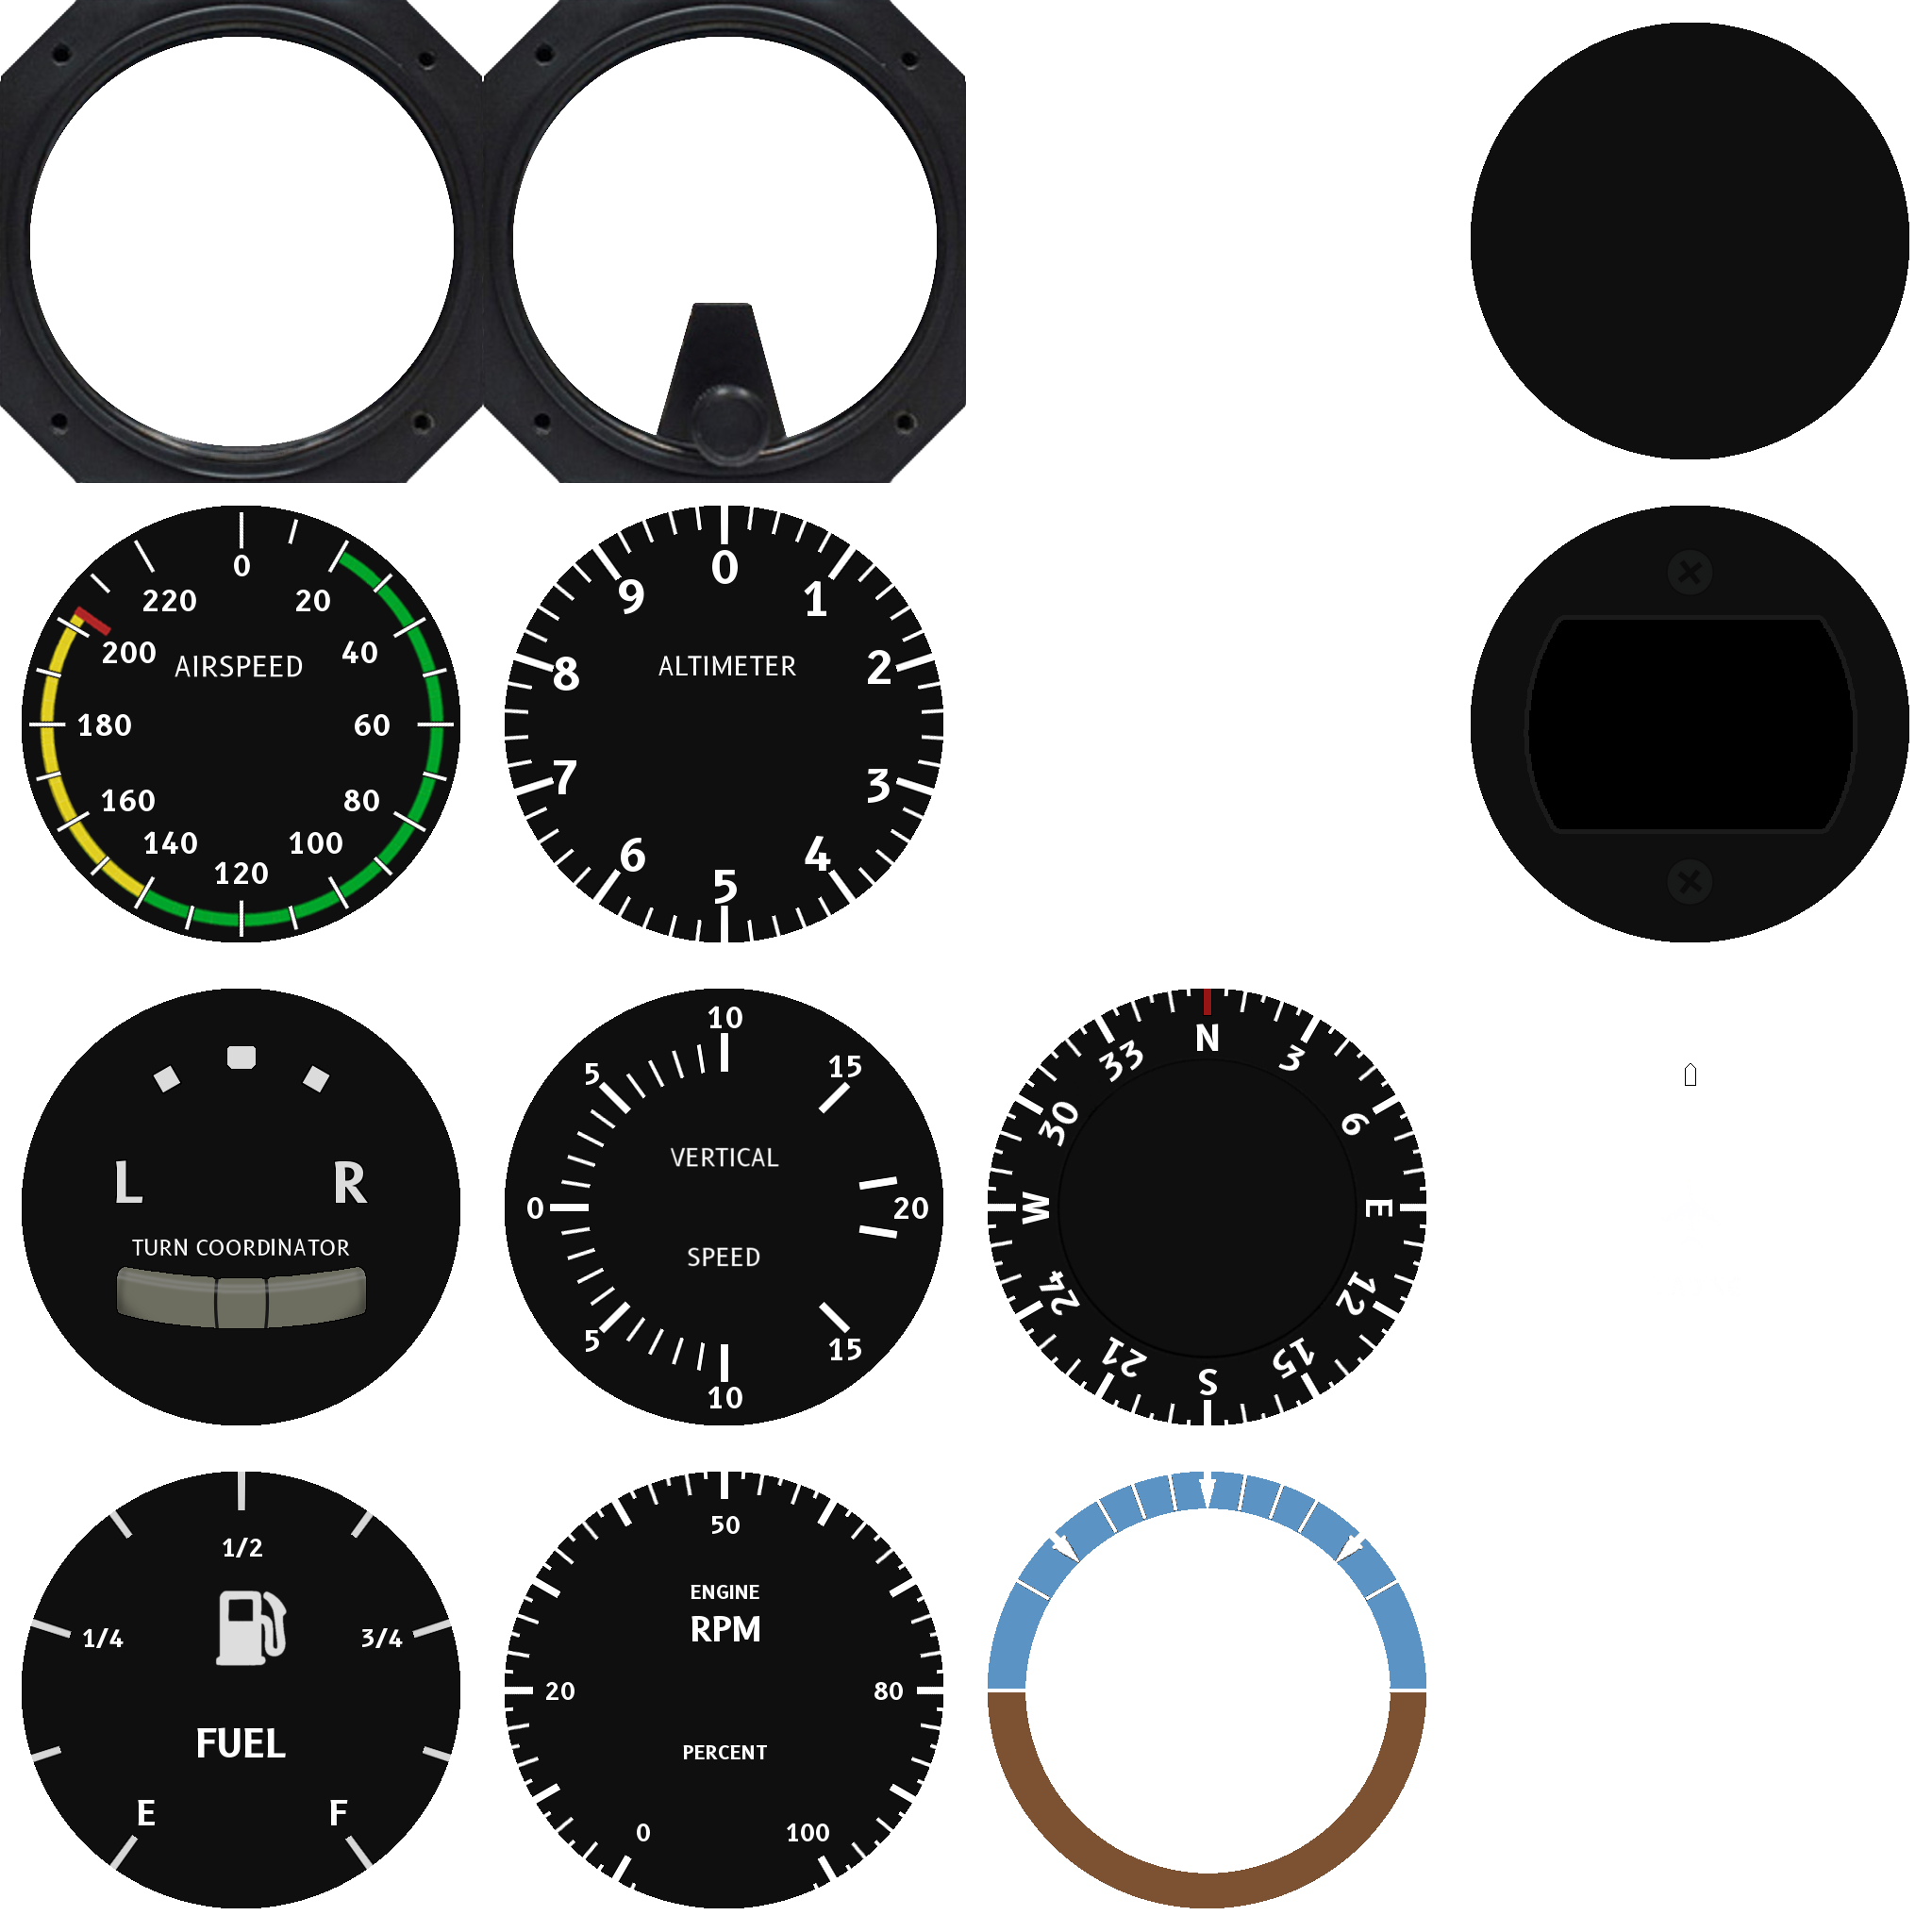 0
220 20
200 AIRSPEED 40
180 60
160 80
140 100
120
0
9 1
8 ALTIMETER 2
7 3
6 4
5
L R
TURN COORDINATOR
10
5 15
VERTICAL
0 20
SPEED
5 15
10
N
33 3
30 6
W E
24 12
21 15
S
1/2
1/4 3/4
FUEL
E F
50
ENGINE
RPM
20 80
PERCENT
0 100